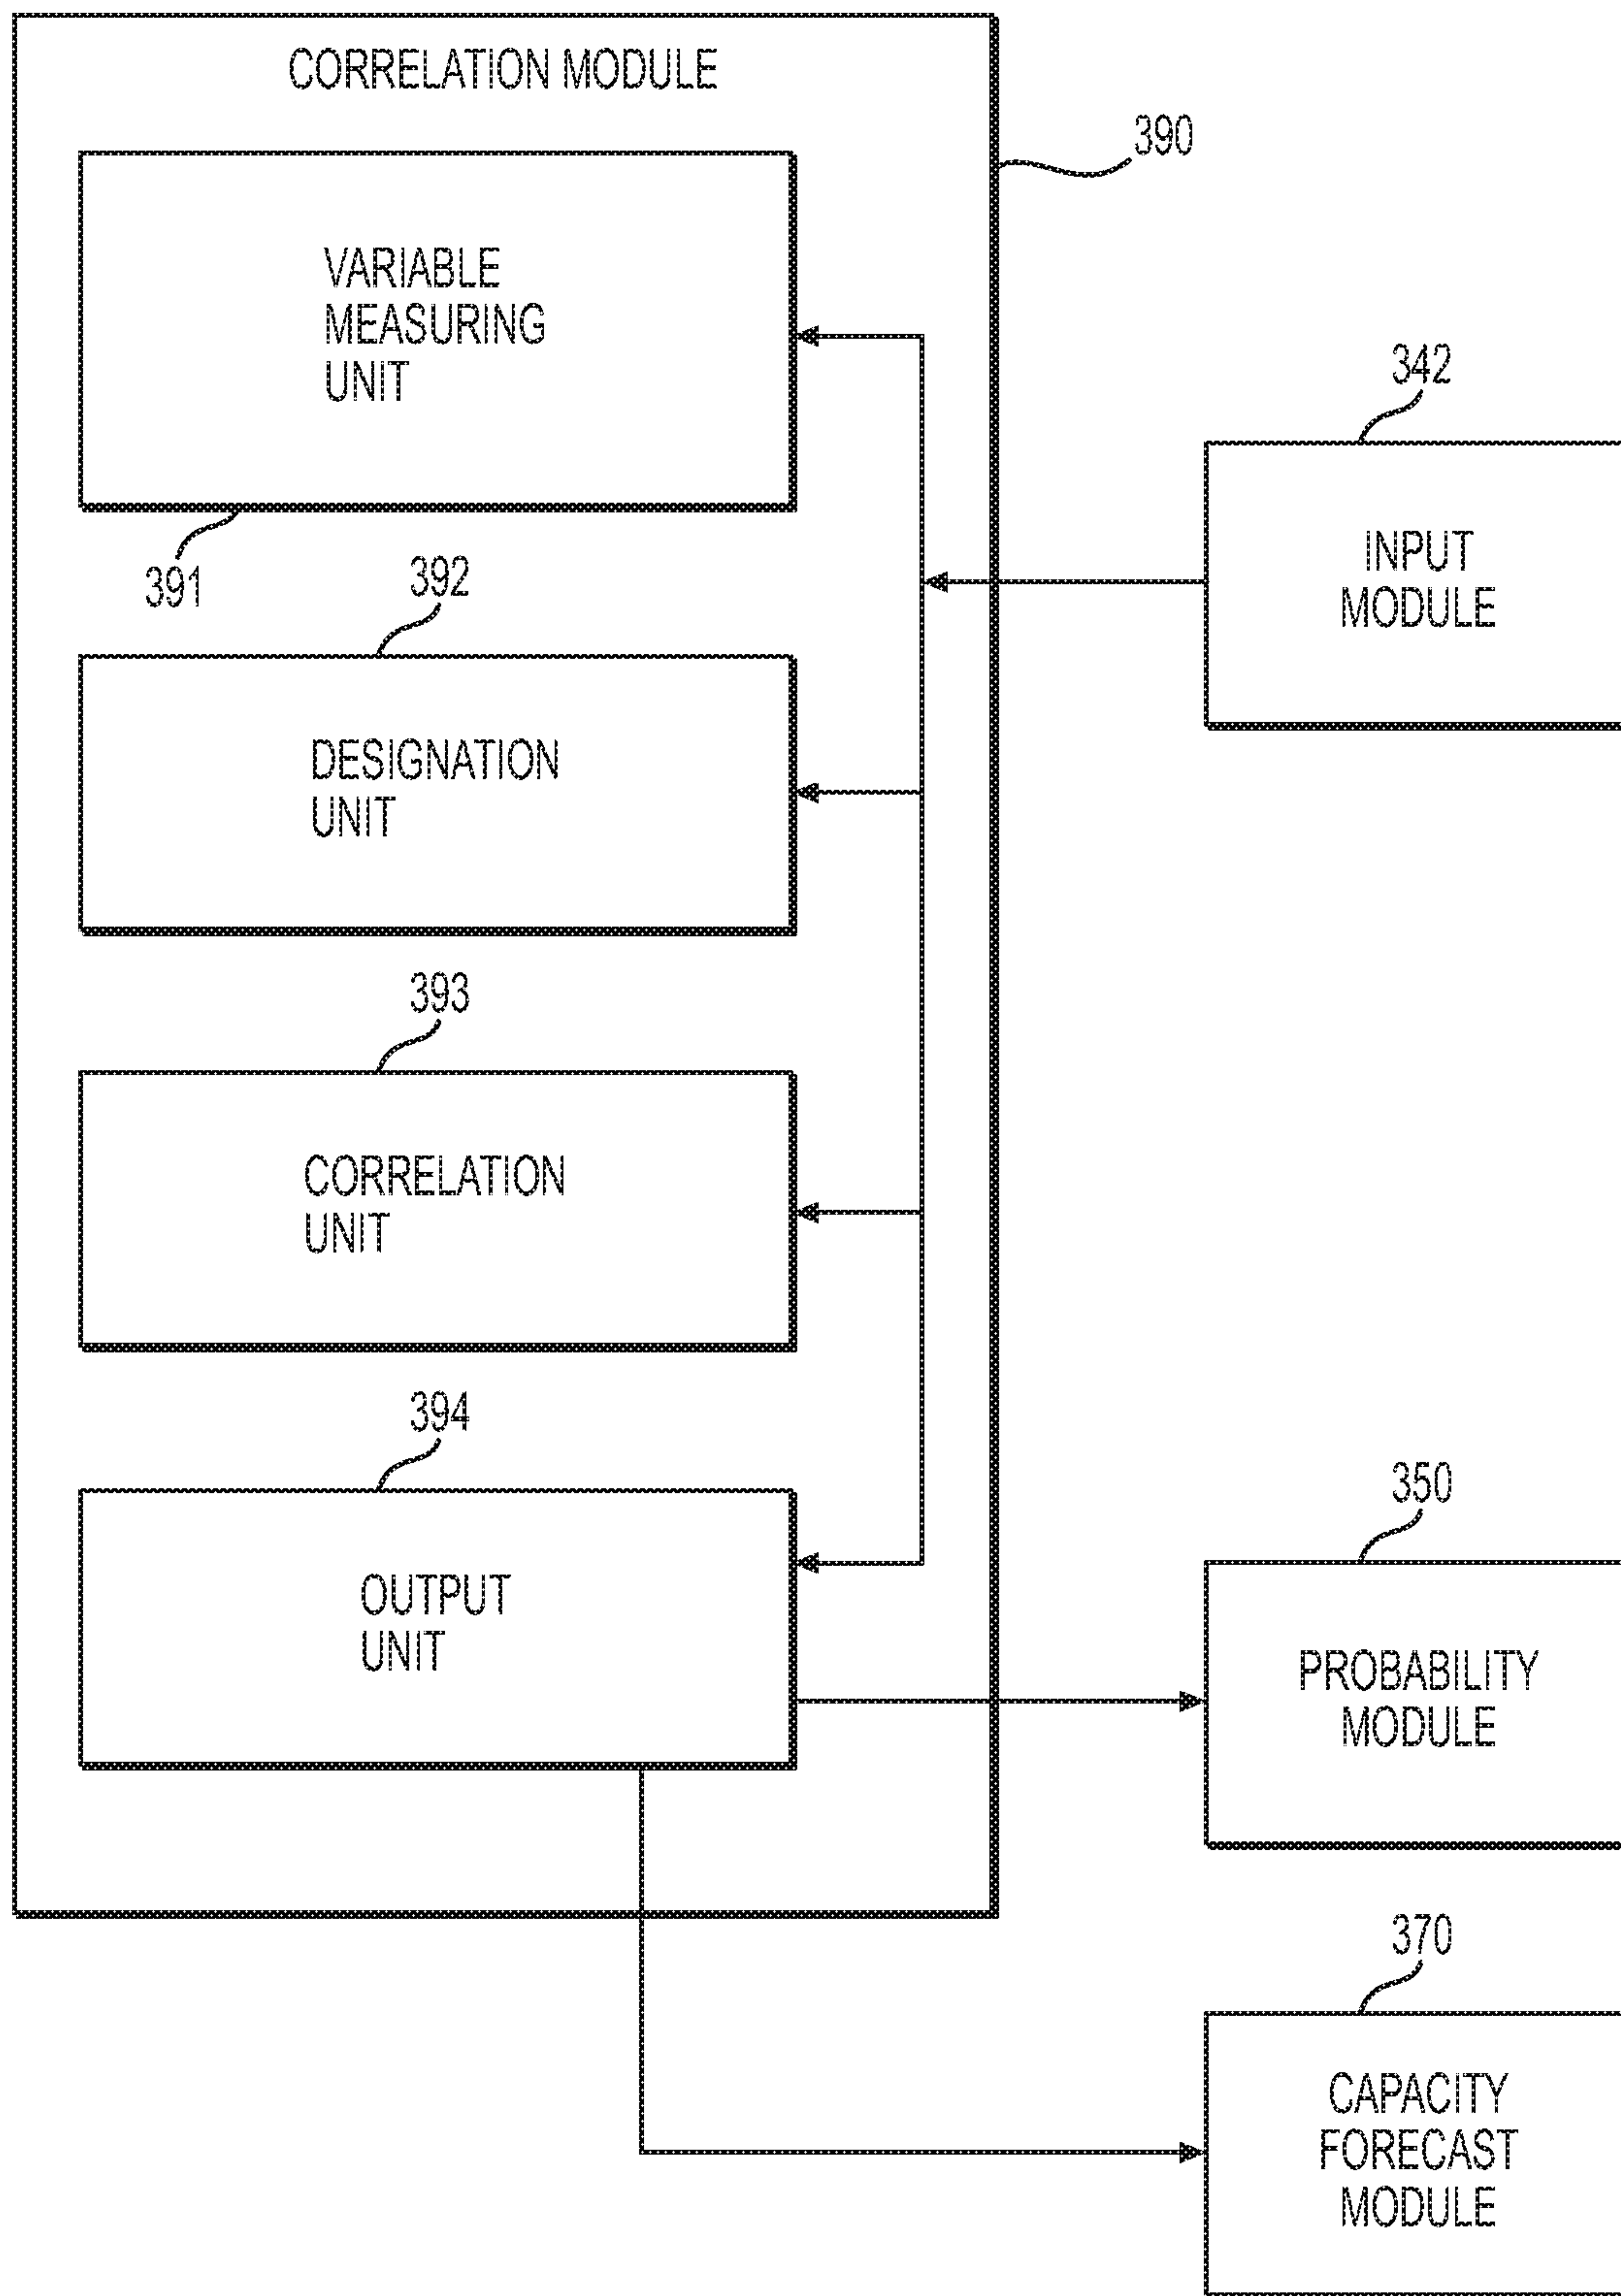 CORRELATION MODULE
390
VARIABLE
MEASURING
UNIT
391
342
INPUT
MODULE
392
DESIGNATION
UNIT
393
CORRELATION
UNIT
394
OUTPUT
UNIT
350
PROBABILITY
MODULE
370
CAPACITY
FORECAST
MODULE